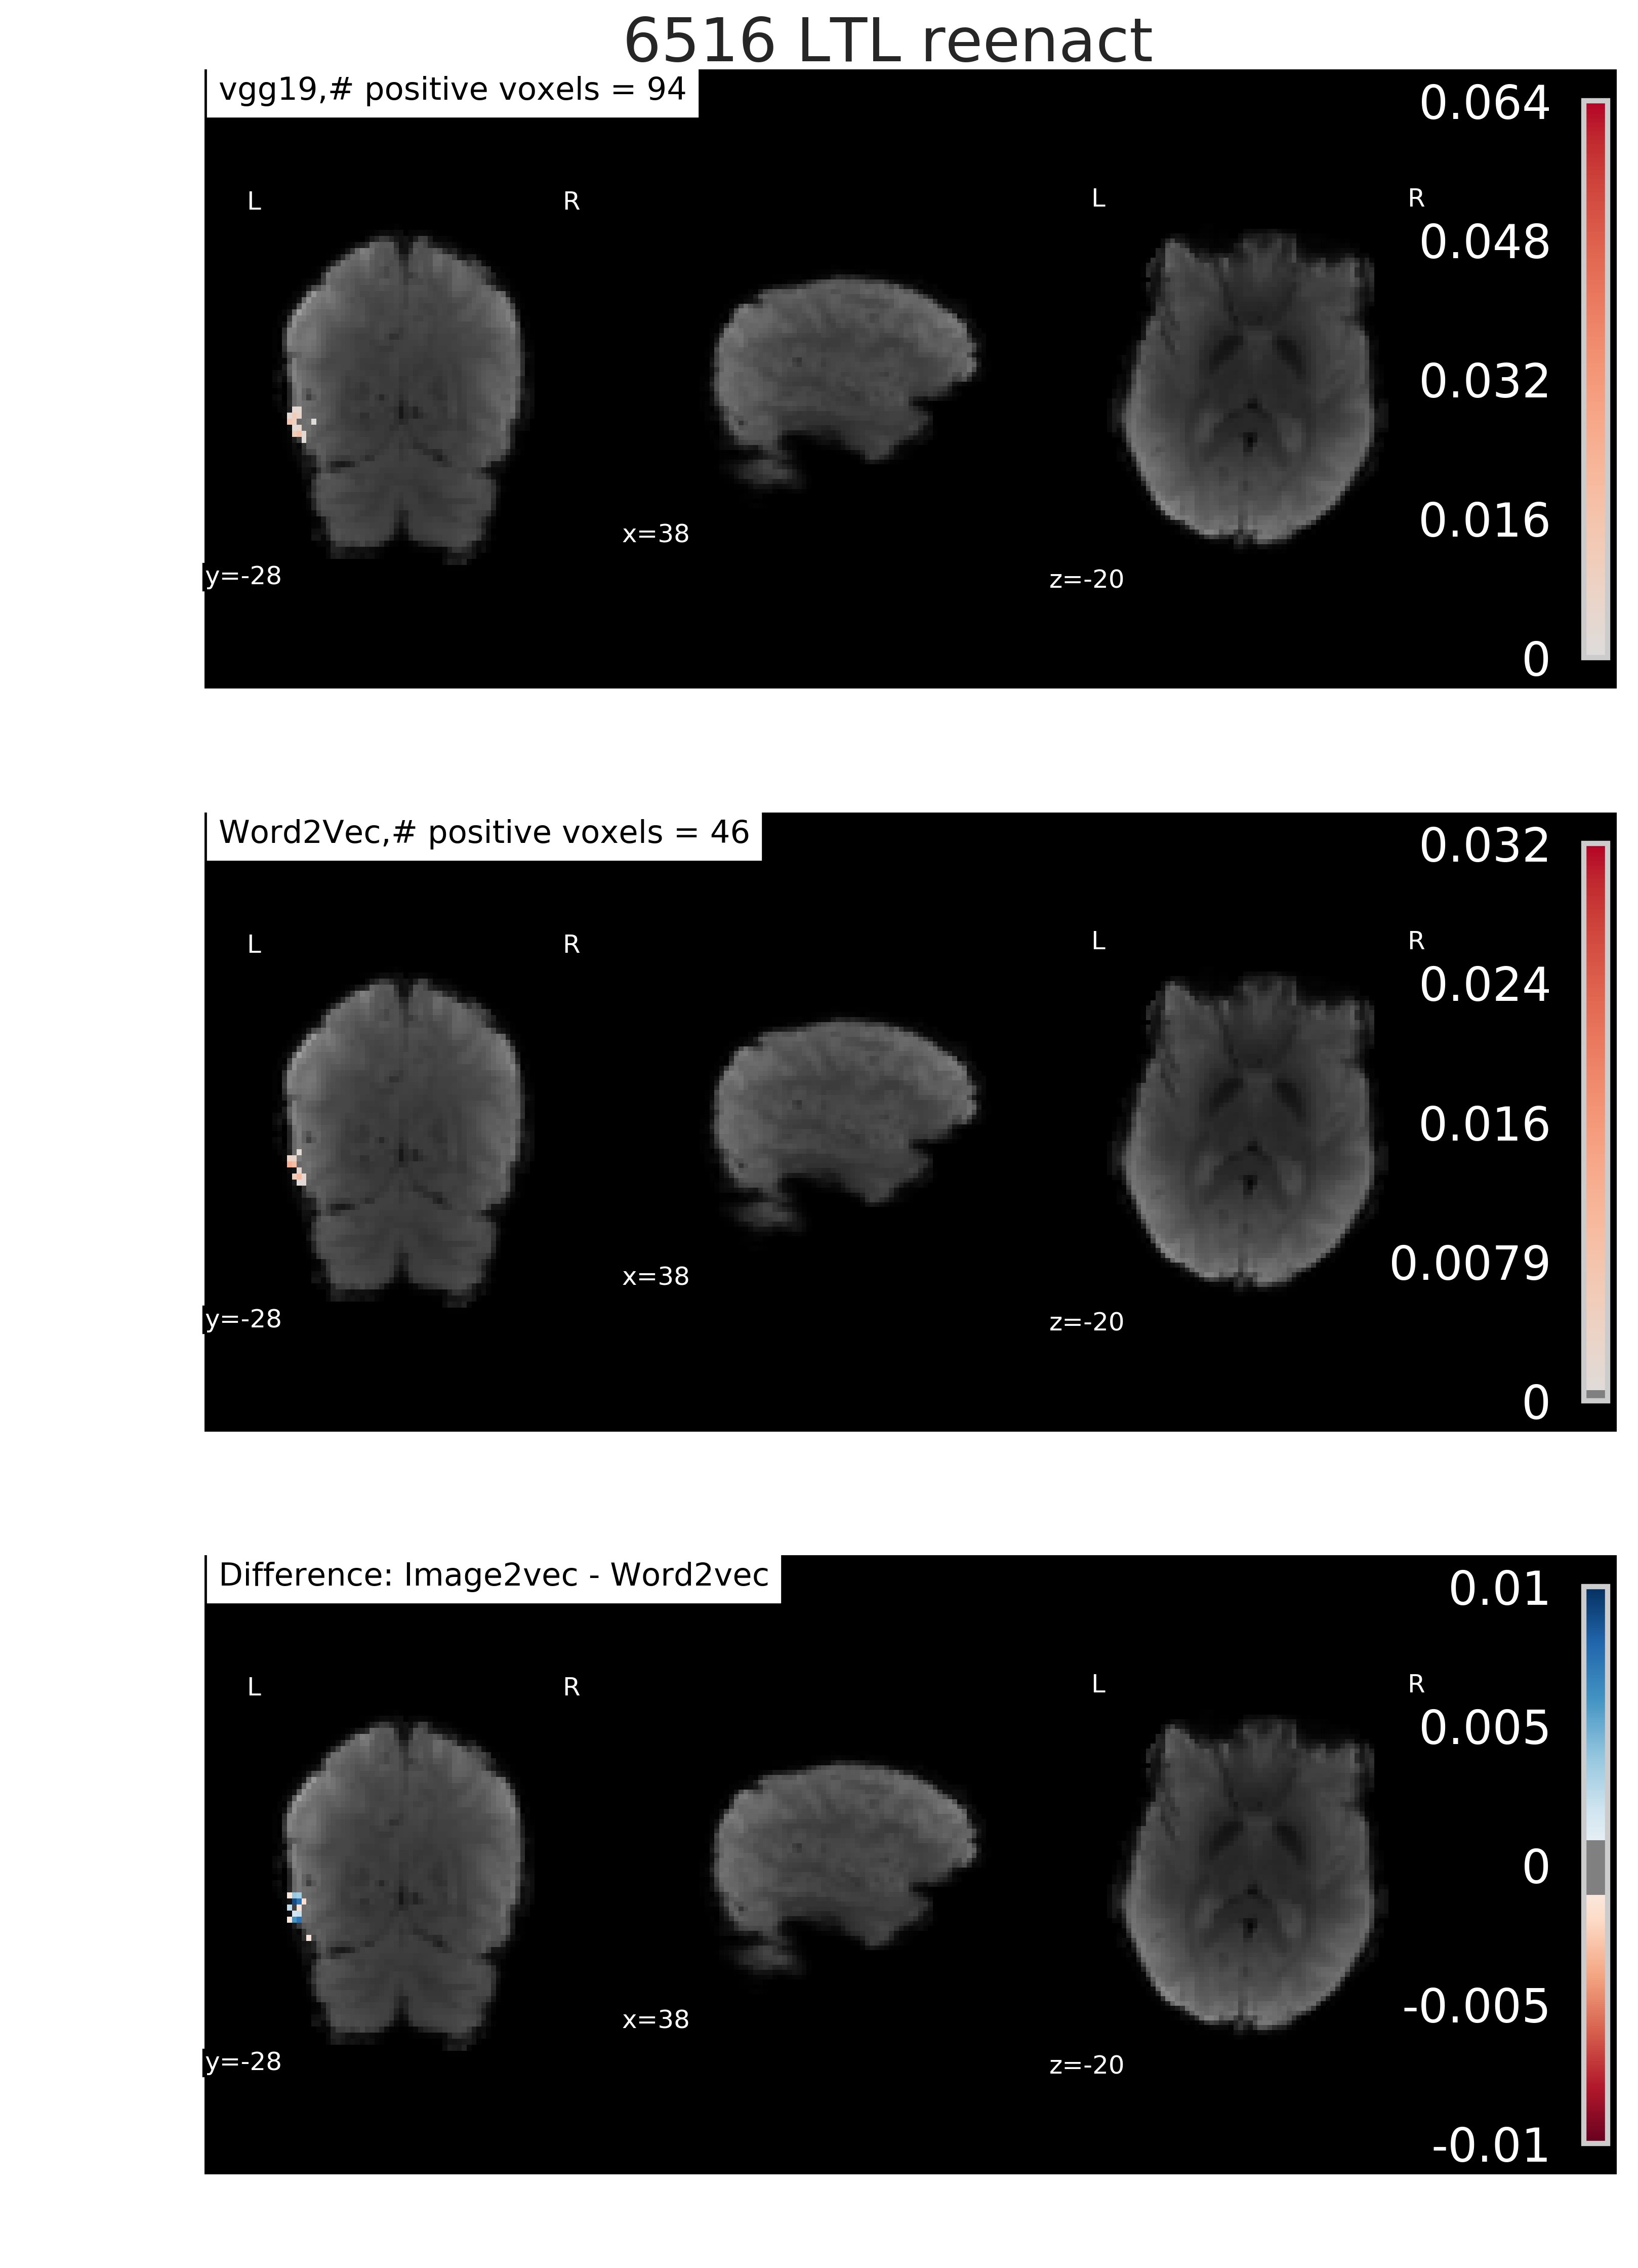 6516 LTL reenact
vgg19,# positive voxels = 94
0.064
L R L R
0.048
0.032
0.016
x=38
y=-28
z=-20
0
Word2Vec,# positive voxels = 46
0.032
L R L R
0.024
0.016
0.0079
x=38
y=-28
z=-20
0
Difference: Image2vec - Word2vec
0.01
L R L R
0.005
0
-0.005
x=38
y=-28
z=-20
-0.01